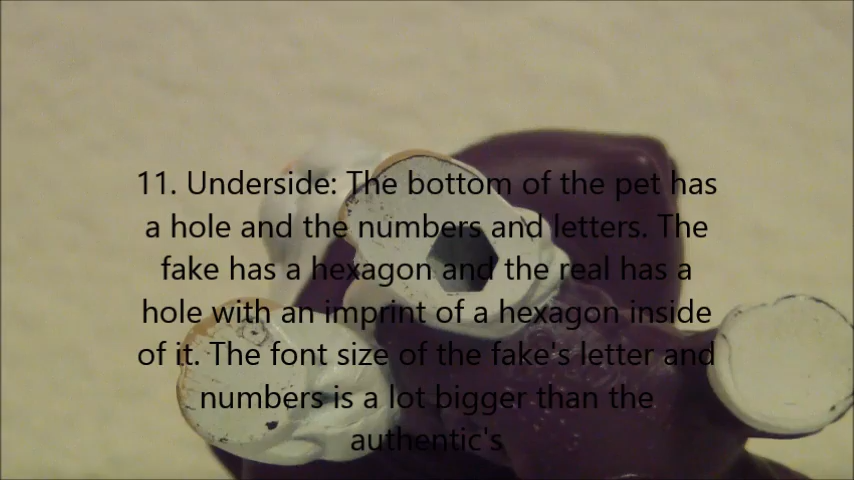 11. Underside: The bottom of the pet has
a hole and the numbers and letters. The
fake has a hexagon and the real has a
hole with an imprint of a hexagon inside
of it. The font size of the fake's letter and
numbers is a lot bigger than the
authentic's